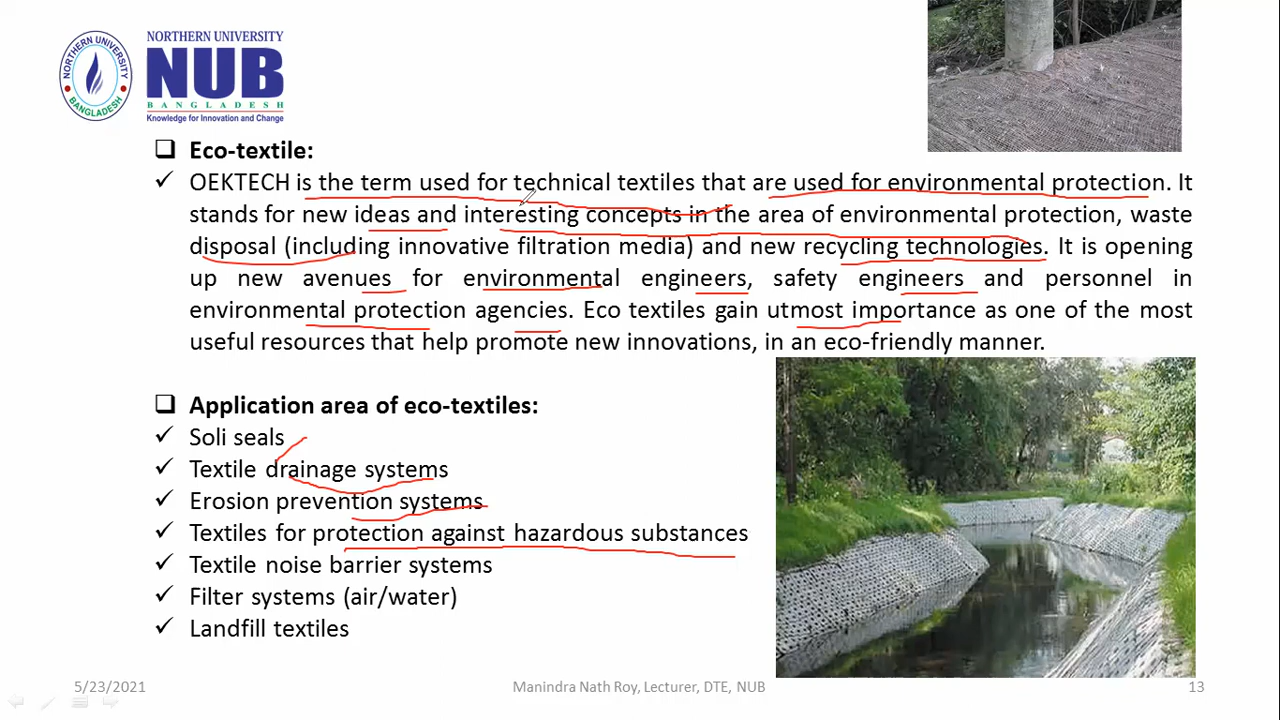 NORTHERN UNIVERSITY
NUB
BANGLADESH
Knowledge for Innovation and Change
NORTHERN UNIVERSITY
BANGLADESH
Eco-textile:
OEKTECH is the term used for technical textiles that are used for environmental protection. It
stands for new ideas and interesting concepts in the area of environmental protection, waste
disposal (including innovative filtration media) and new recycling technologies. It is opening
up new avenues for environmental engineers, safety engineers and personnel in
environmental protection agencies. Eco textiles gain utmost importance as one of the most
useful resources that help promote new innovations, in an eco-friendly manner.
Application area of eco-textiles:
Soli seals
Textile drainage systems
Erosion prevention systems
Textiles for protection against hazardous substances
Textile noise barrier systems
Filter systems (air/water)
Landfill textiles
5/23/2021
Manindra Nath Roy, Lecturer, DTE, NUB
13